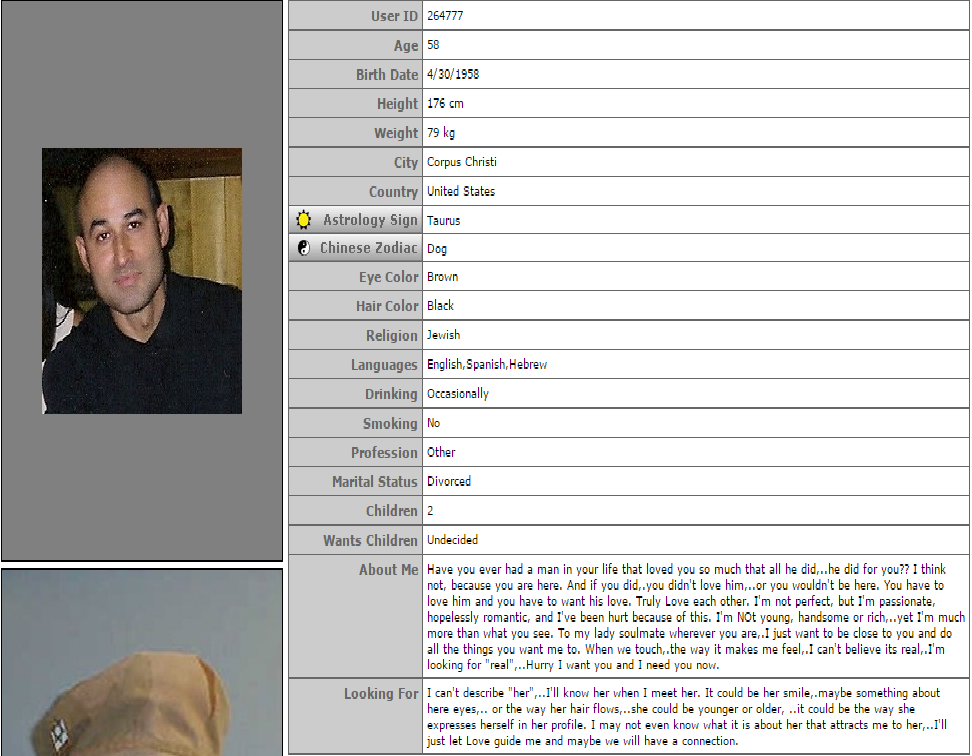 User ID 264777
Age 58
Birth Date 4/30/1958
Height 176 cm
Weight 79 kg
City Corpus Christi
Country United States
Astrology Sign Taurus
Chinese Zodiac Dog
Eye Color Brown
Hair Color Black
Religion Jewish
Languages English,Spanish,Hebrew
Drinking Occasionally
Smoking No
Profession Other
Marital Status Divorced
Children 2
Wants Children Undecided
About Me Have you ever had a man in your life that loved you so much that all he did,..he did for you?? I think
not, because you are here. And if you did,.you didn't love him,..or you wouldn't be here. You have to
love him and you have to want his love. Truly Love each other. I'm not perfect, but I'm passionate,
hopelessly romantic, and I've been hurt because of this. I'm NOt young, handsome or rich,..yet I'm much
more than what you see. To my lady soulmate wherever you are,.I just want to be close to you and do
all the things you want me to. When we touch,.the way it makes me feel,.I can't believe its real,.I'm
looking for "real",..Hurry I want you and I need you now.
Looking For I can't describe "her",..I'll know her when I meet her. It could be her smile,.maybe something about
here eyes,.. or the way her hair flows,..she could be younger or older, ..it could be the way she
expresses herself in her profile. I may not even know what it is about her that attracts me to her,..I'll
just let Love guide me and maybe we will have a connection.